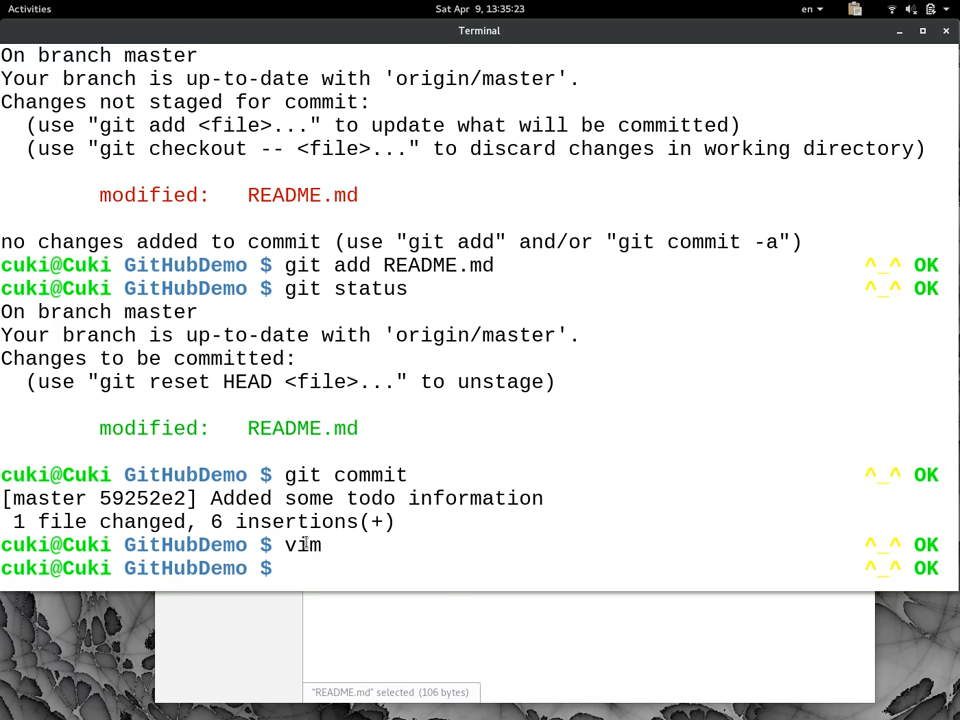 Activities Sat Apr 9, 13:35:23 en
Terminal
On branch master
Your branch is up-to-date with 'origin/master'.
Changes not staged for commit:
  (use "git add <file>..." to update what will be committed)
  (use "git checkout -- <file>..." to discard changes in working directory)
        modified:   README.md
no changes added to commit (use "git add" and/or "git commit -a")
cuki@Cuki GitHubDemo $ git add README.md ^_^ OK
cuki@Cuki GitHubDemo $ git status ^_^ OK
On branch master
Your branch is up-to-date with 'origin/master'.
Changes to be committed:
  (use "git reset HEAD <file>..." to unstage)
        modified:   README.md
cuki@Cuki GitHubDemo $ git commit ^_^ OK
[master 59252e2] Added some todo information
 1 file changed, 6 insertions(+)
cuki@Cuki GitHubDemo $ vim ^_^ OK
cuki@Cuki GitHubDemo $ ^_^ OK
"README.md" selected (106 bytes)